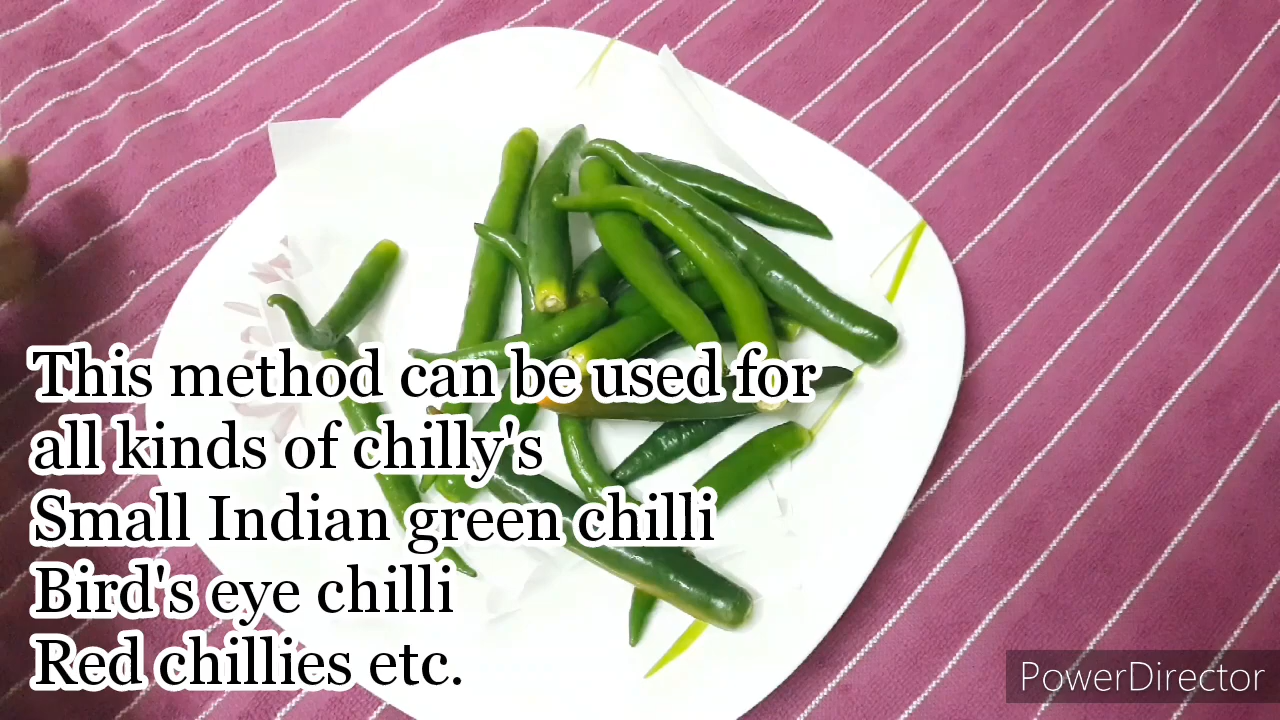 This method can be used for
all kinds of chilly's
Small Indian green chilli
Bird's eye chilli
Red chillies etc.
PowerDirector